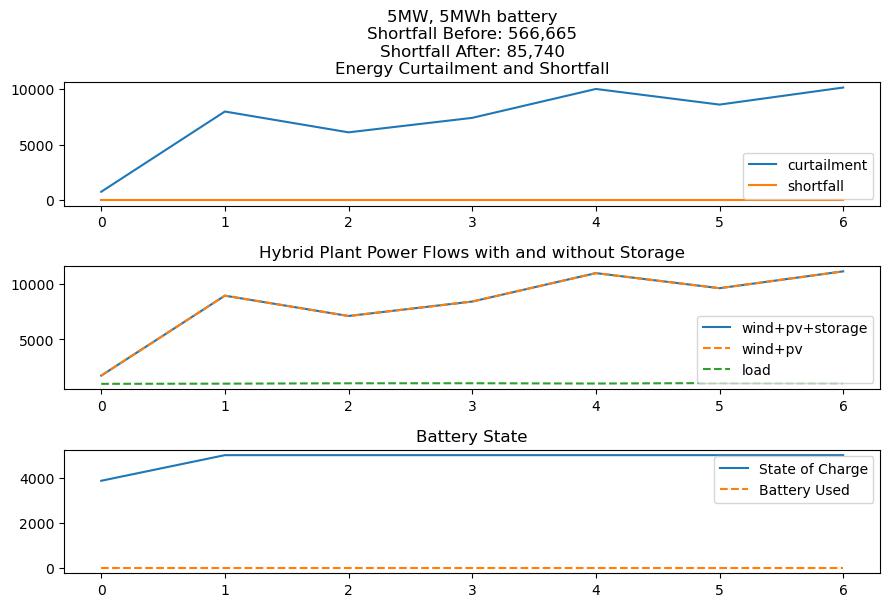 5MW, 5MWh battery
Shortfall Before: 566,665
Shortfall After: 85,740
Energy Curtailment and Shortfall
10000
5000
0
curtailment
shortfall
0 1 2 3 4 5 6
Hybrid Plant Power Flows with and without Storage
10000
5000
wind+pv+storage
wind+pv
load
0 1 2 3 4 5 6
Battery State
4000
2000
0
State of Charge
Battery Used
0 1 2 3 4 5 6